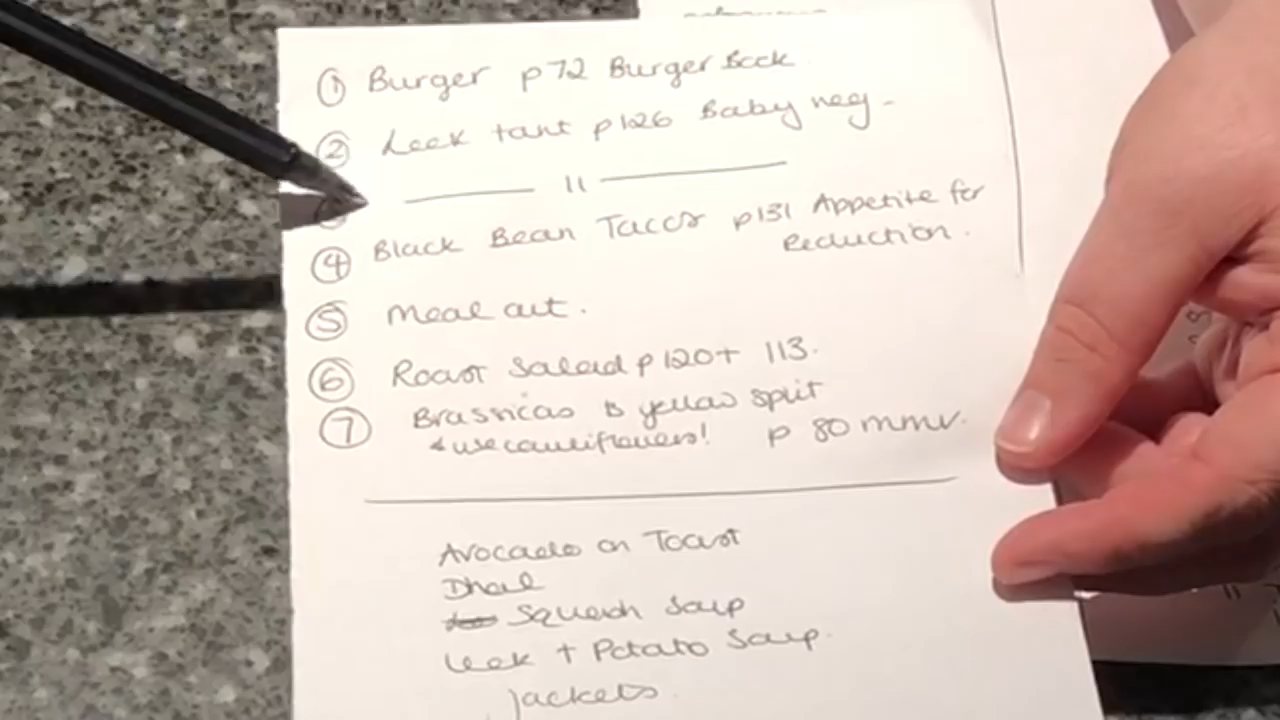 ① Burger p72 Burger Book
② Leek tart p126 Baby neg -
—— 11 ——
④ Black Bean Tacos p131 Appetite for
Reduction.
⑤ Meal out.
⑥ Roast Salad p120+ 113.
⑦ Brassicas & yellow split
& use cauliflowers! p 80 mmv.
Avocado on Toast
Dhal
Squash Soup
Leek + Potato Soup.
Jackets.